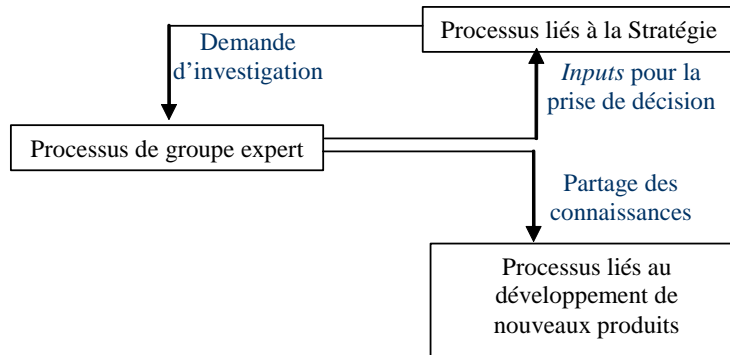 Processus liés à la Stratégie
Demande
d’investigation
Inputs pour la
prise de décision
Processus de groupe expert
Partage des
connaissances
Processus liés au
développement de
nouveaux produits